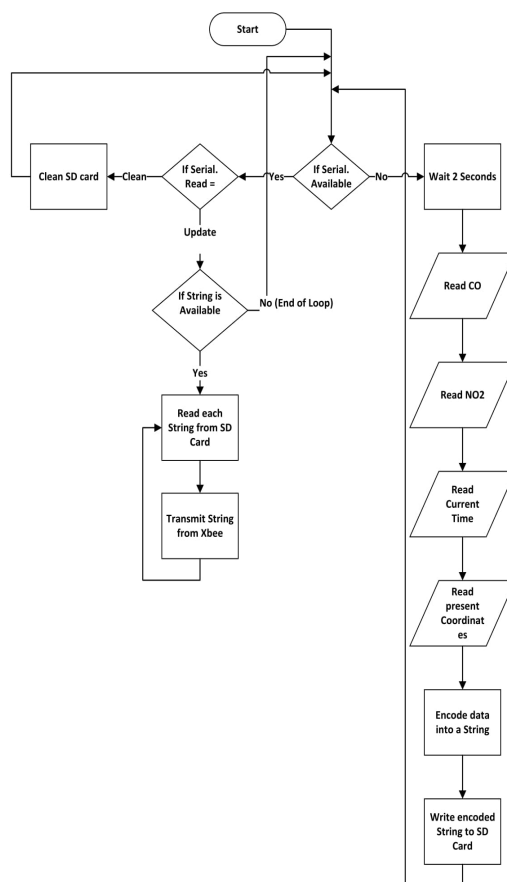 Start
Clean SD card
Clean
If Serial.
Read =
Yes
If Serial.
Available
No
Wait 2 Seconds
Update
Read CO
If String is
Available
No (End of Loop)
Yes
Read NO2
Read each
String from SD
Card
Read
Current
Time
Transmit String
from Xbee
Read
present
Coordinat
es
Encode data
into a String
Write encoded
String to SD
Card